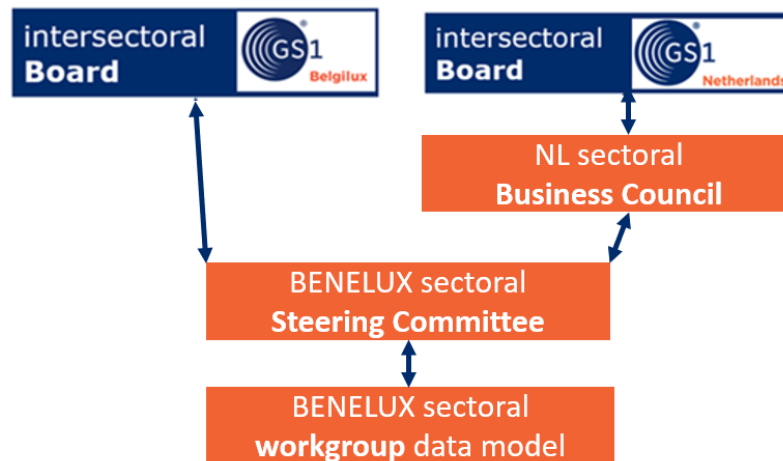 intersectoral
Board
GS1
Belgilux
intersectoral
Board
GS1
Netherlands
NL sectoral
Business Council
BENELUX sectoral
Steering Committee
BENELUX sectoral
workgroup data model